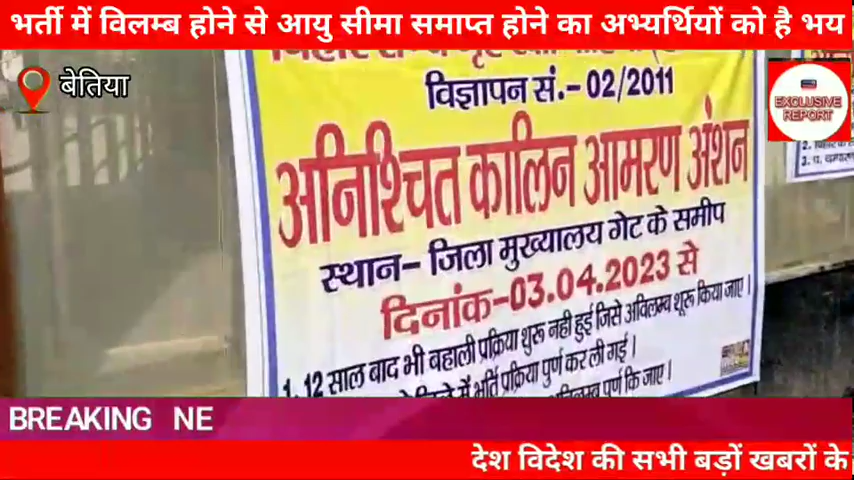 भर्ती में विलम्ब होने से आयु सीमा समाप्त होने का अभ्यर्थियों को है भय
बेतिया
EXCLUSIVE
REPORT
विज्ञापन सं.- 02/2011
अनिश्चित कालिन आमरण अंशन
स्थान- जिला मुख्यालय गेट के समीप
दिनांक-03.04.2023 से
1. 12 साल बाद भी बहाली प्रक्रिया शुरू नही हुई जिसे अविलम्ब शुरू किया जाए।
में भर्ति प्रक्रिया पुर्ण कर ली गई।
पुर्ण कि जाए।
BREAKING NE
देश विदेश की सभी बड़ों खबरों के